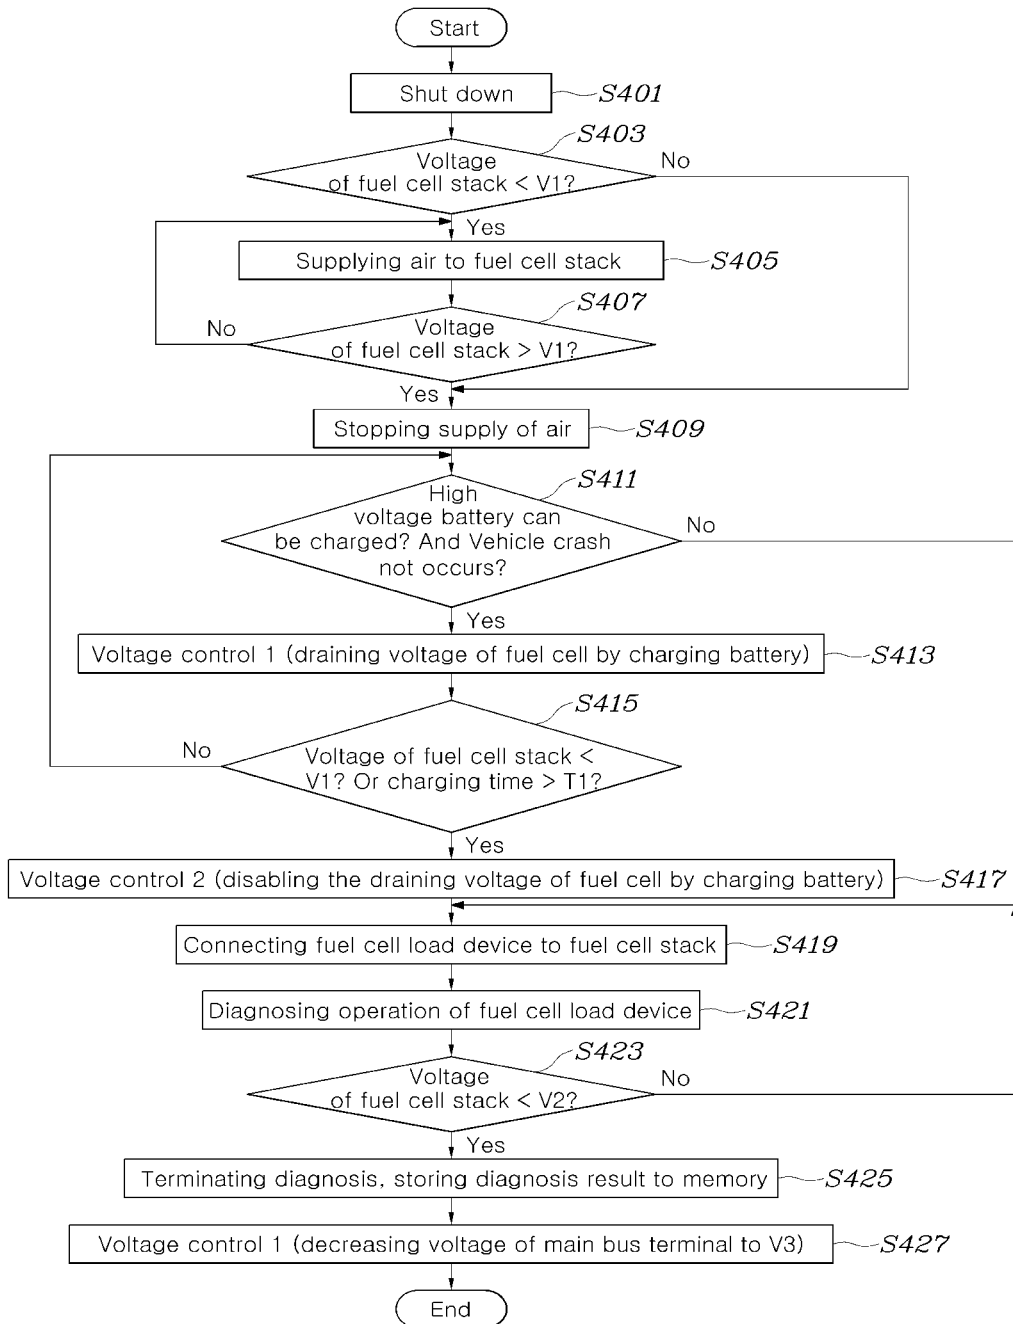 Start
Shut down
S401
S403
Voltage
of fuel cell stack < V1?
No
Yes
Supplying air to fuel cell stack
S405
S407
No
Voltage
of fuel cell stack > V1?
Yes
Stopping supply of air
S409
S411
High
voltage battery can
be charged? And Vehicle crash
not occurs?
No
Yes
Voltage control 1 (draining voltage of fuel cell by charging battery)
S413
S415
No
Voltage of fuel cell stack <
V1? Or charging time > T1?
Yes
Voltage control 2 (disabling the draining voltage of fuel cell by charging battery)
S417
Connecting fuel cell load device to fuel cell stack
S419
Diagnosing operation of fuel cell load device
S421
S423
Voltage
of fuel cell stack < V2?
No
Yes
Terminating diagnosis, storing diagnosis result to memory
S425
Voltage control 1 (decreasing voltage of main bus terminal to V3)
S427
End